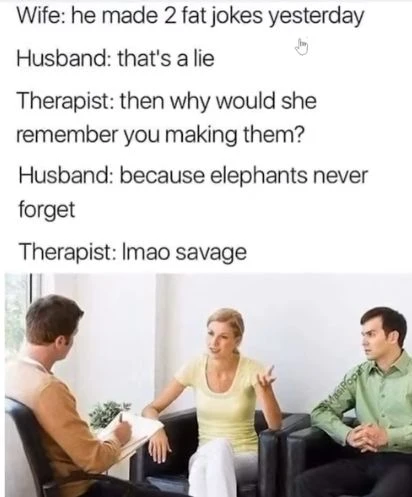 Wife: he made 2 fat jokes yesterday
Husband: that's a lie
Therapist: then why would she
remember you making them?
Husband: because elephants never
forget
Therapist: lmao savage